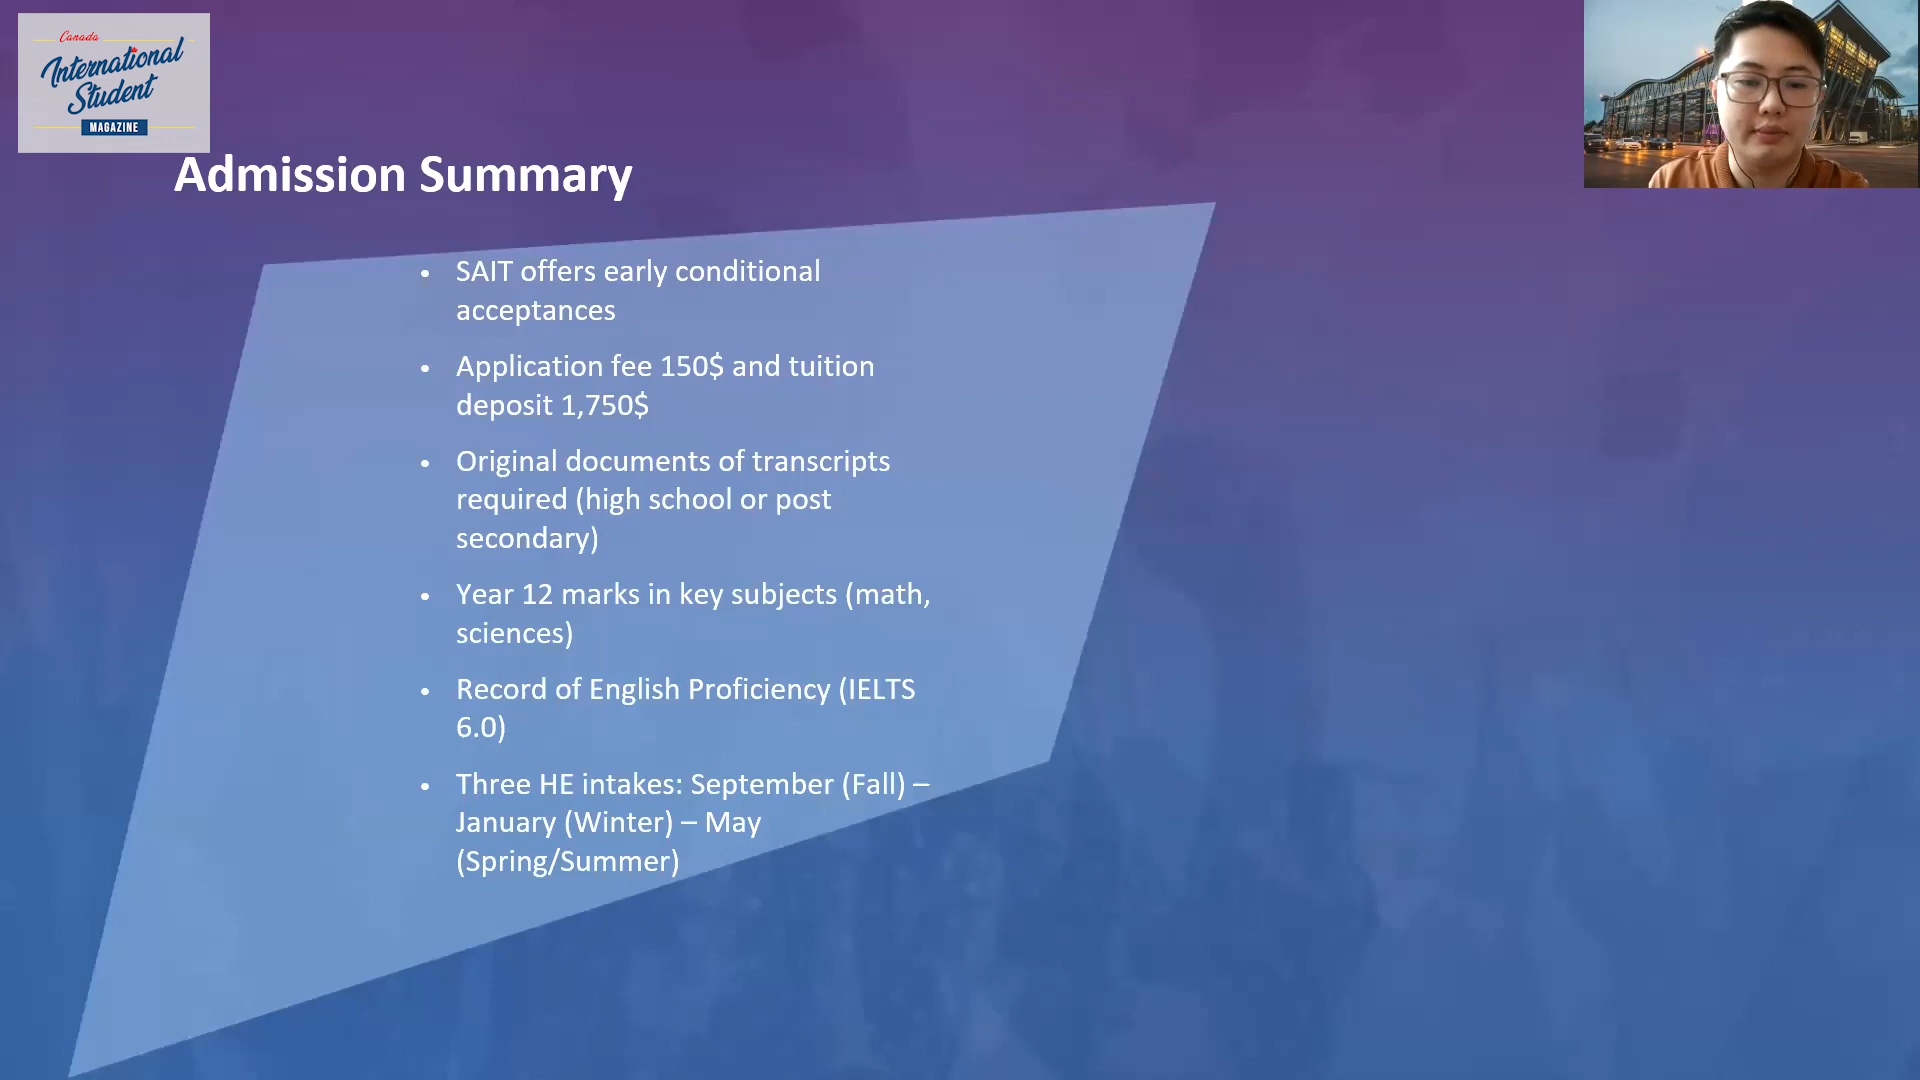 Canada
International
Student
MAGAZINE
Admission Summary
• SAIT offers early conditional
acceptances
• Application fee 150$ and tuition
deposit 1,750$
• Original documents of transcripts
required (high school or post
secondary)
• Year 12 marks in key subjects (math,
sciences)
• Record of English Proficiency (IELTS
6.0)
• Three HE intakes: September (Fall) –
January (Winter) – May
(Spring/Summer)